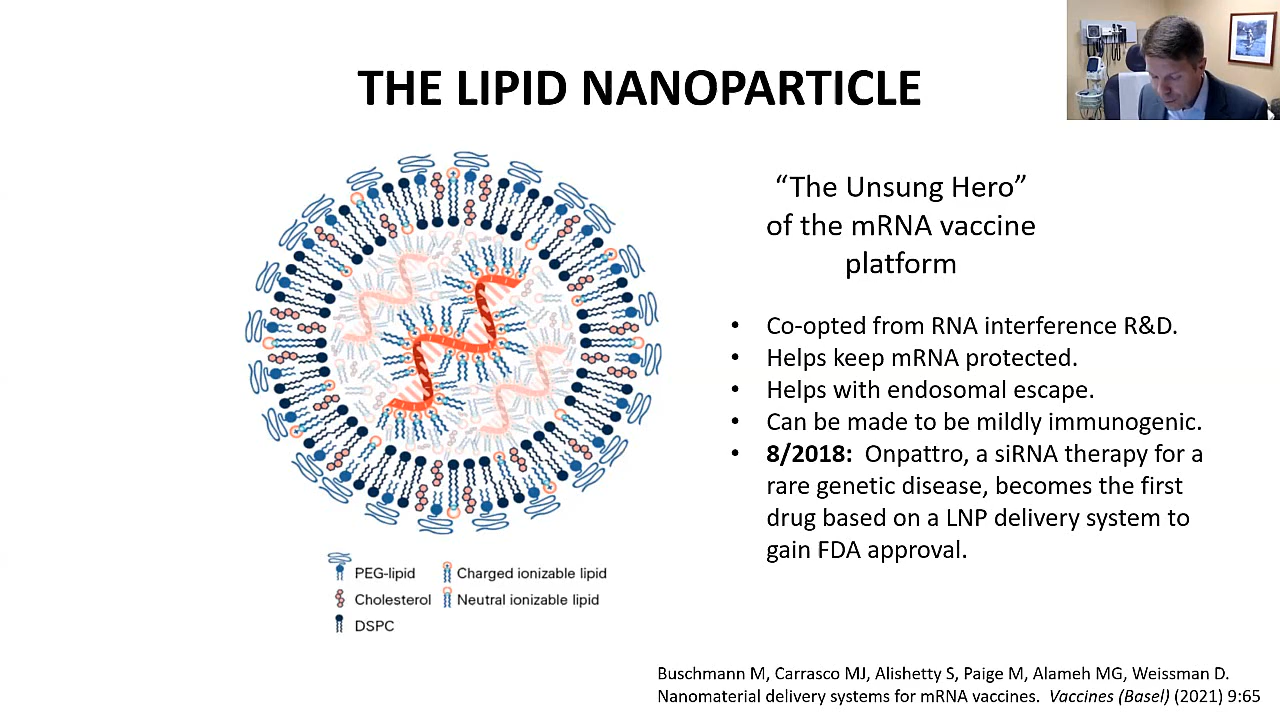 THE LIPID NANOPARTICLE
“The Unsung Hero”
of the mRNA vaccine
platform
• Co-opted from RNA interference R&D.
• Helps keep mRNA protected.
• Helps with endosomal escape.
• Can be made to be mildly immunogenic.
• 8/2018: Onpattro, a siRNA therapy for a
rare genetic disease, becomes the first
drug based on a LNP delivery system to
gain FDA approval.
PEG-lipid
Charged ionizable lipid
Cholesterol
Neutral ionizable lipid
DSPC
Buschmann M, Carrasco MJ, Alishetty S, Paige M, Alameh MG, Weissman D.
Nanomaterial delivery systems for mRNA vaccines. Vaccines (Basel) (2021) 9:65